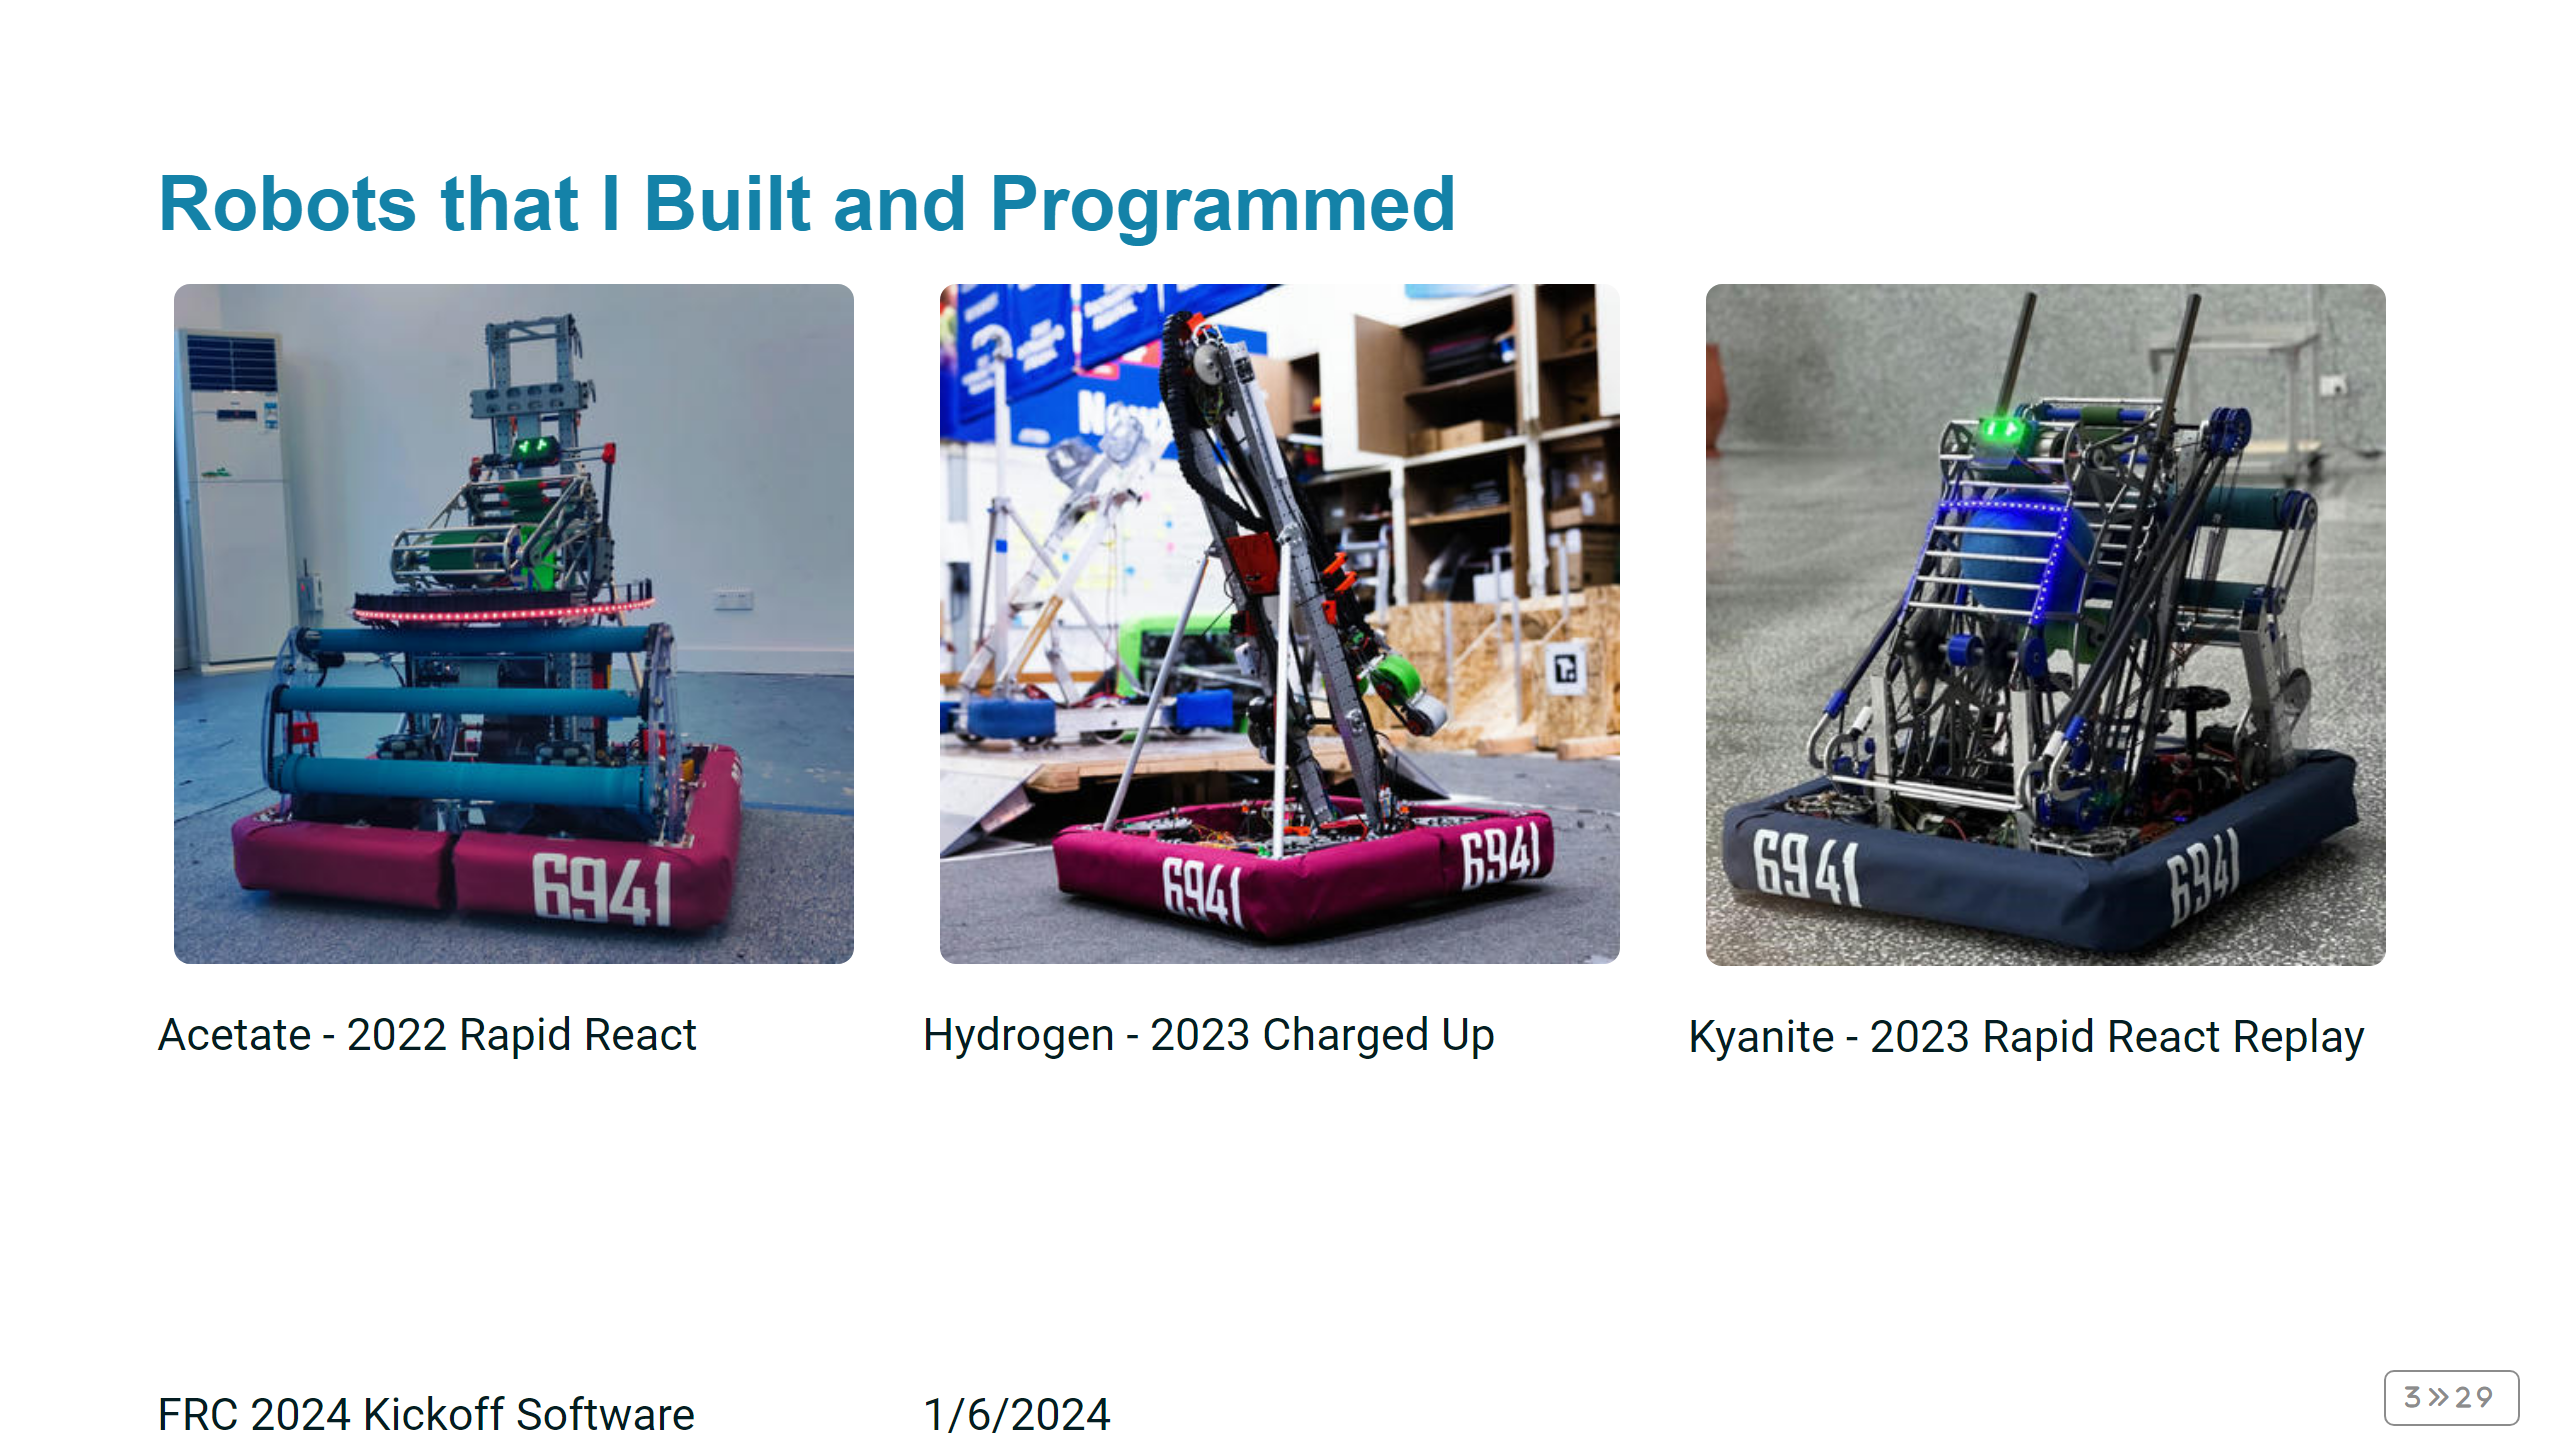 Robots that I Built and Programmed
6941
6941
6941
6941
6941
Acetate - 2022 Rapid React
Hydrogen - 2023 Charged Up
Kyanite - 2023 Rapid React Replay
FRC 2024 Kickoff Software
1/6/2024
3»29